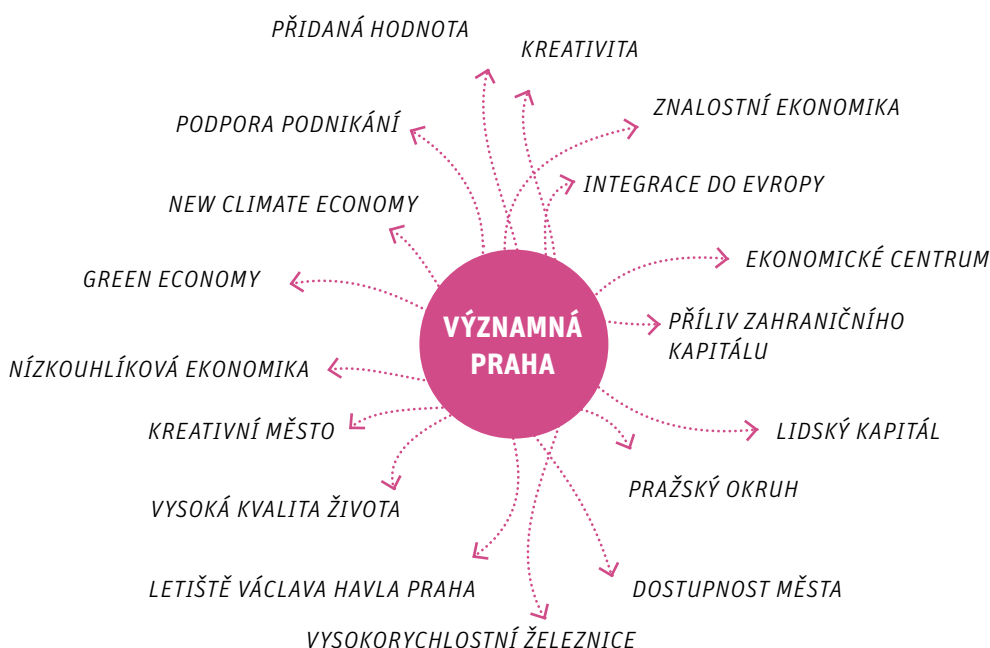 PŘIDANÁ HODNOTA
KREATIVITA
ZNALOSTNÍ EKONOMIKA
PODPORA PODNIKÁNÍ
INTEGRACE DO EVROPY
NEW CLIMATE ECONOMY
EKONOMICKÉ CENTRUM
GREEN ECONOMY
VÝZNAMNÁ
PRAHA
PŘÍLIV ZAHRANIČNÍHO
KAPITÁLU
NÍZKOUHLÍKOVÁ EKONOMIKA
KREATIVNÍ MĚSTO
LIDSKÝ KAPITÁL
PRAŽSKÝ OKRUH
VYSOKÁ KVALITA ŽIVOTA
LETIŠTĚ VÁCLAVA HAVLA PRAHA
DOSTUPNOST MĚSTA
VYSOKORYCHLOSTNÍ ŽELEZNICE